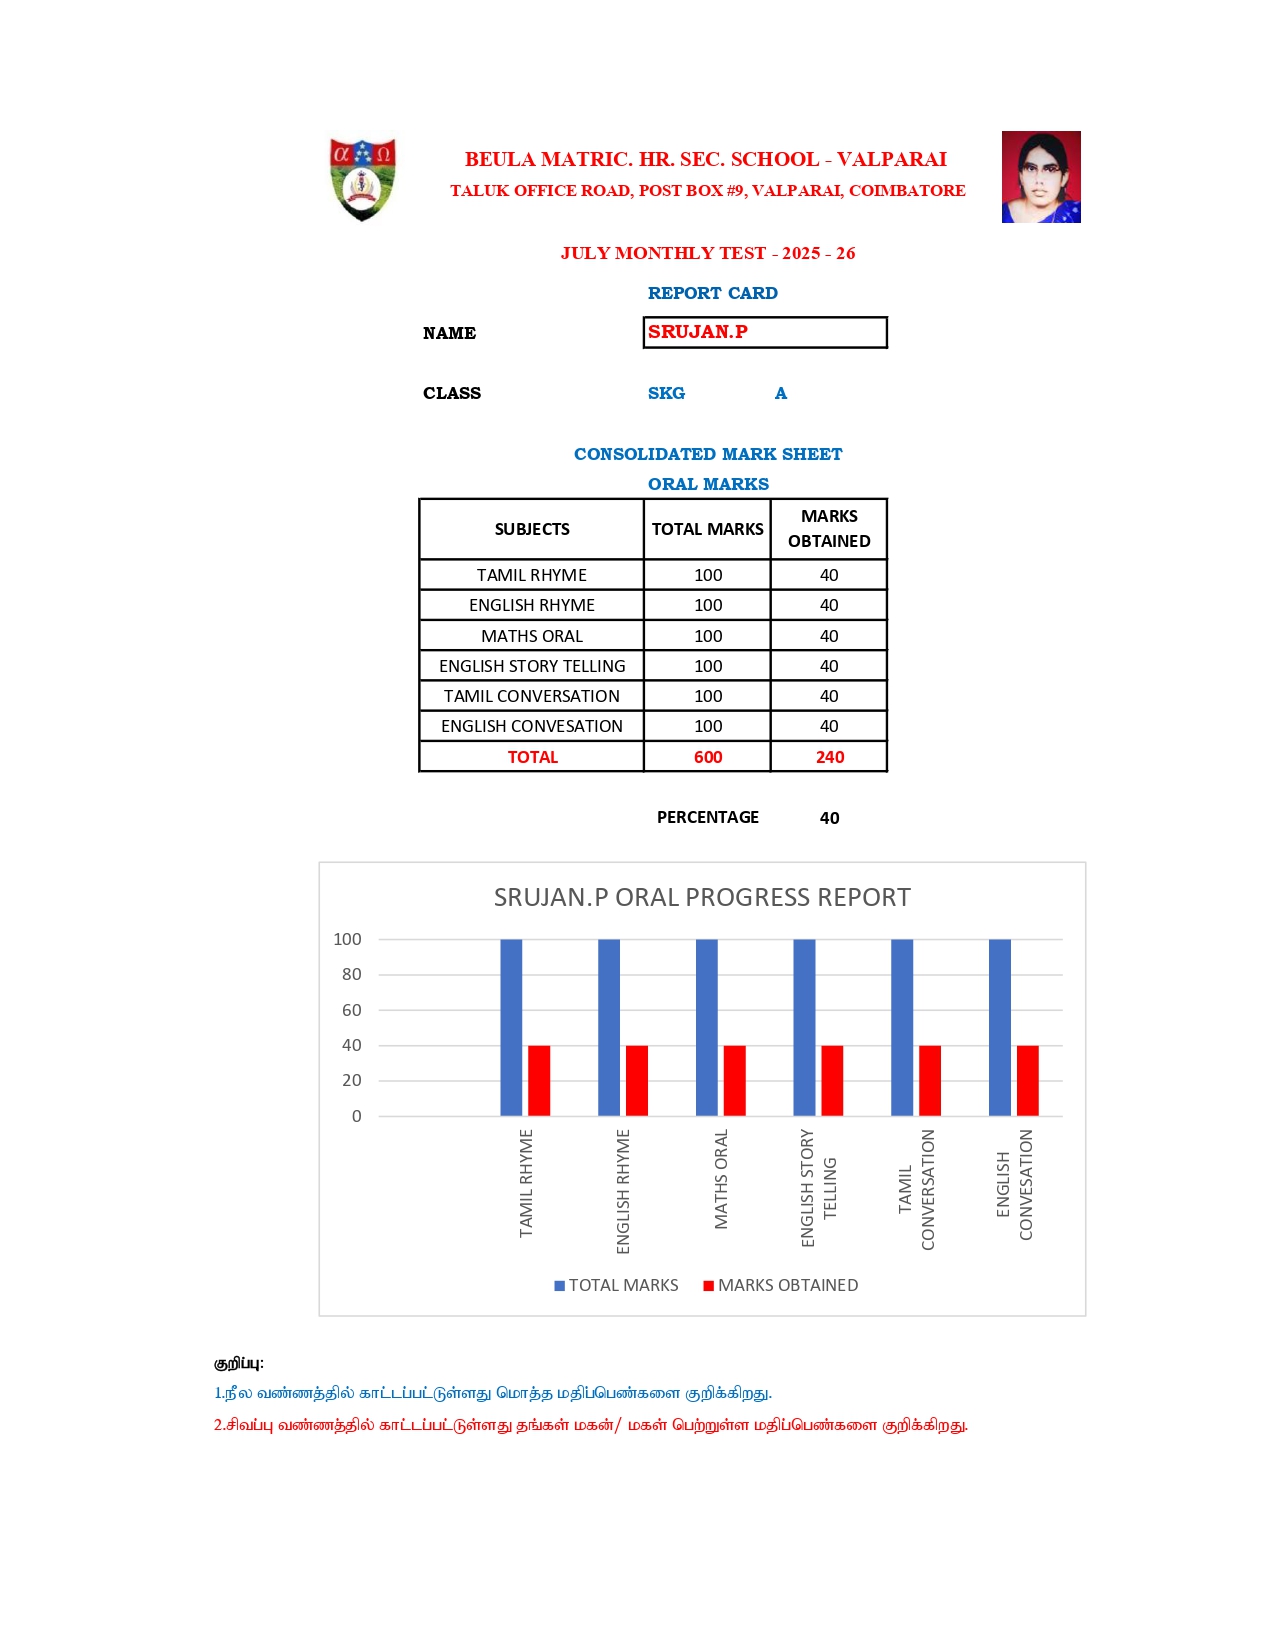 α Ω
BEULA MATRIC. HR. SEC. SCHOOL - VALPARAI
TALUK OFFICE ROAD, POST BOX #9, VALPARAI, COIMBATORE
JULY MONTHLY TEST - 2025 - 26
REPORT CARD
NAME SRUJAN.P
CLASS SKG A
CONSOLIDATED MARK SHEET
ORAL MARKS
SUBJECTS TOTAL MARKS MARKS OBTAINED
TAMIL RHYME 100 40
ENGLISH RHYME 100 40
MATHS ORAL 100 40
ENGLISH STORY TELLING 100 40
TAMIL CONVERSATION 100 40
ENGLISH CONVESATION 100 40
TOTAL 600 240
PERCENTAGE 40
SRUJAN.P ORAL PROGRESS REPORT
100
80
60
40
20
0
TAMIL RHYME
ENGLISH RHYME
MATHS ORAL
ENGLISH STORY TELLING
TAMIL CONVERSATION
ENGLISH CONVESATION
TOTAL MARKS MARKS OBTAINED
குறிப்பு:
1.நீல வண்ணத்தில் காட்டப்பட்டுள்ளது மொத்த மதிப்பெண்களை குறிக்கிறது.
2.சிவப்பு வண்ணத்தில் காட்டப்பட்டுள்ளது தங்கள் மகன்/ மகள் பெற்றுள்ள மதிப்பெண்களை குறிக்கிறது.